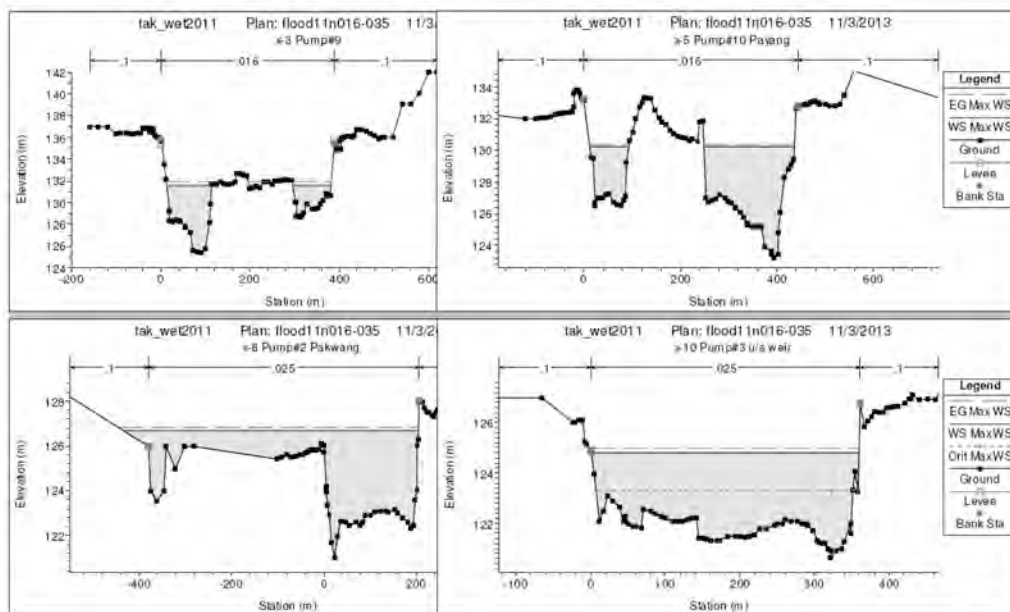 tak_wet2011 Plan: flood11n016-035 11/3/
x-3 Pump#9
.1 .016 .1
Elevation (m)
142
140
138
136
134
132
130
128
126
124
-200 0 200 400 600
Station (m)
tak_wet2011 Plan: flood11n016-035 11/3/2013
x-5 Pump#10 Payang
.1 .016 .1
Elevation (m)
134
132
130
128
126
124
0 200 400 600
Station (m)
Legend
EG Max WS
WS Max WS
Ground
Levee
Bank Sta
tak_wet2011 Plan: flood11n016-035 11/3/2
x-8 Pump#2 Pakwang
.1 .025
Elevation (m)
128
126
124
122
-400 -200 0 200
Station (m)
tak_wet2011 Plan: flood11n016-035 11/3/2013
x-10 Pump#3 u/s weir
.1 .025 .1
Elevation (m)
126
124
122
-100 0 100 200 300 400
Station (m)
Legend
EG Max WS
WS Max WS
Crit Max WS
Ground
Levee
Bank Sta